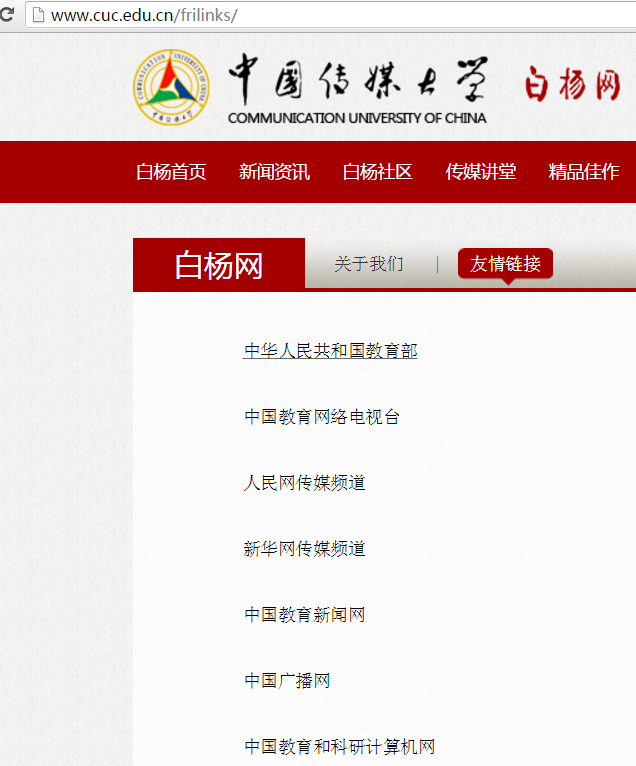 www.cuc.edu.cn/frilinks/
中国传媒大学 白杨网
COMMUNICATION UNIVERSITY OF CHINA
白杨首页 新闻资讯 白杨社区 传媒讲堂 精品佳作
白杨网 关于我们 | 友情链接
中华人民共和国教育部
中国教育网络电视台
人民网传媒频道
新华网传媒频道
中国教育新闻网
中国广播网
中国教育和科研计算机网